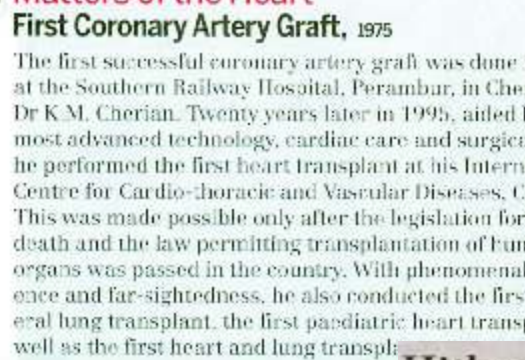 Matters of the Heart
First Coronary Artery Graft, 1975
The first successful coronary artery graft was done
at the Southern Railway Hospital, Perambur, in Che
Dr K.M. Cherian. Twenty years later in 1995, aided
most advanced technology, cardiac care and surgica
he performed the first heart transplant at his Intern
Centre for Cardio-thoracic and Vascular Diseases, C
This was made possible only after the legislation for
death and the law permitting transplantation of hum
organs was passed in the country. With phenomenal
ence and far-sightedness, he also conducted the firs
eral lung transplant, the first paediatric heart transp
well as the first heart and lung transpla